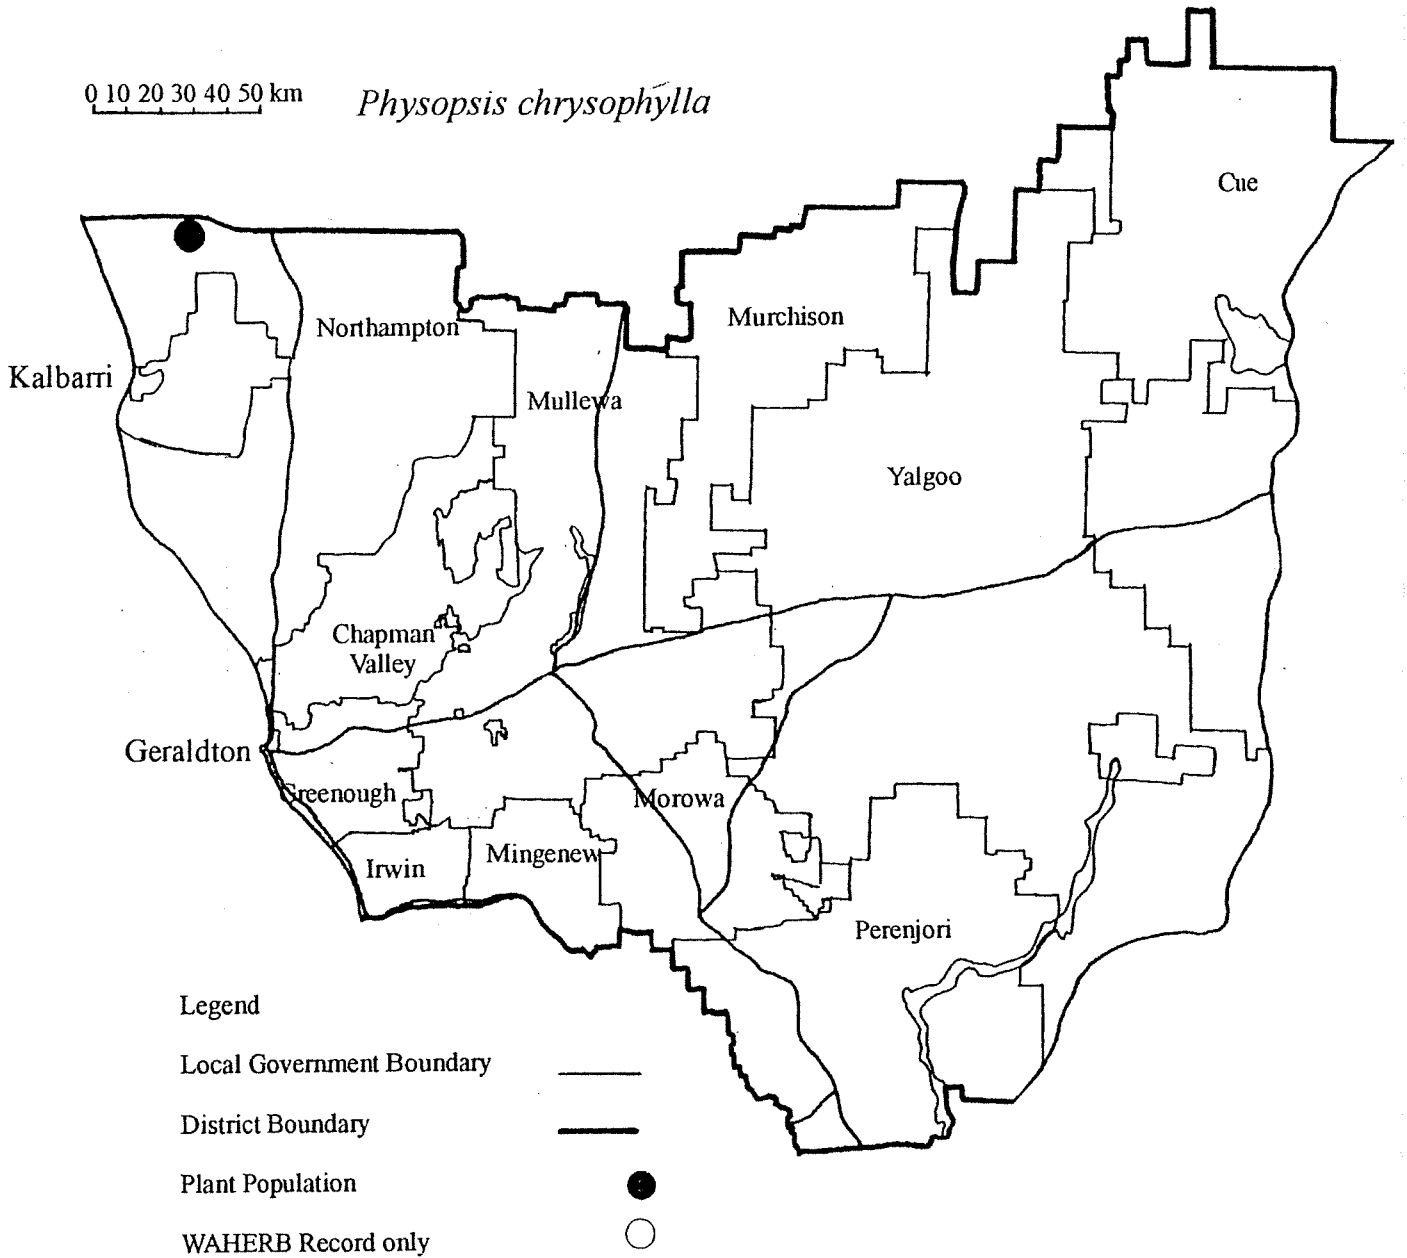 0 10 20 30 40 50 km
Physopsis chrysophylla
Cue
Murchison
Northampton
Kalbarri
Mullewa
Yalgoo
Chapman
Valley
Geraldton
Greenough
Morowa
Irwin
Mingenew
Perenjori
Legend
Local Government Boundary
District Boundary
Plant Population
WAHERB Record only